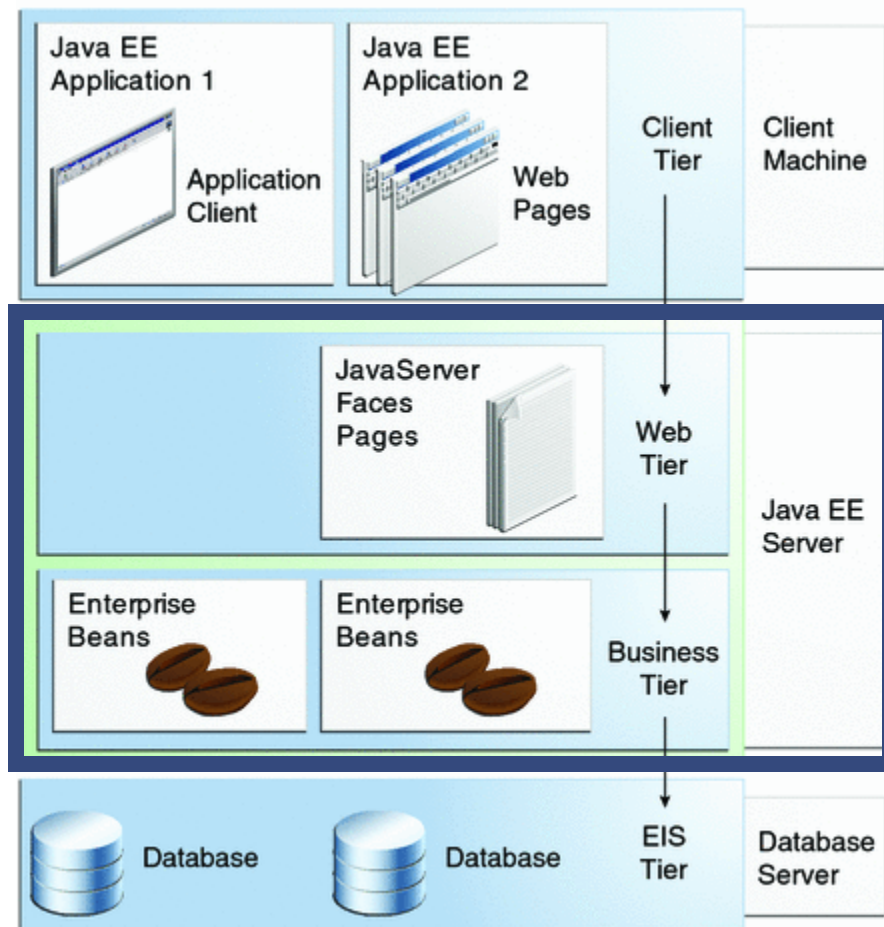 Java EE
Application 1
Application
Client
Java EE
Application 2
Web
Pages
Client
Tier
Client
Machine
JavaServer
Faces
Pages
Web
Tier
Java EE
Server
Enterprise
Beans
Enterprise
Beans
Business
Tier
Database
Database
EIS
Tier
Database
Server